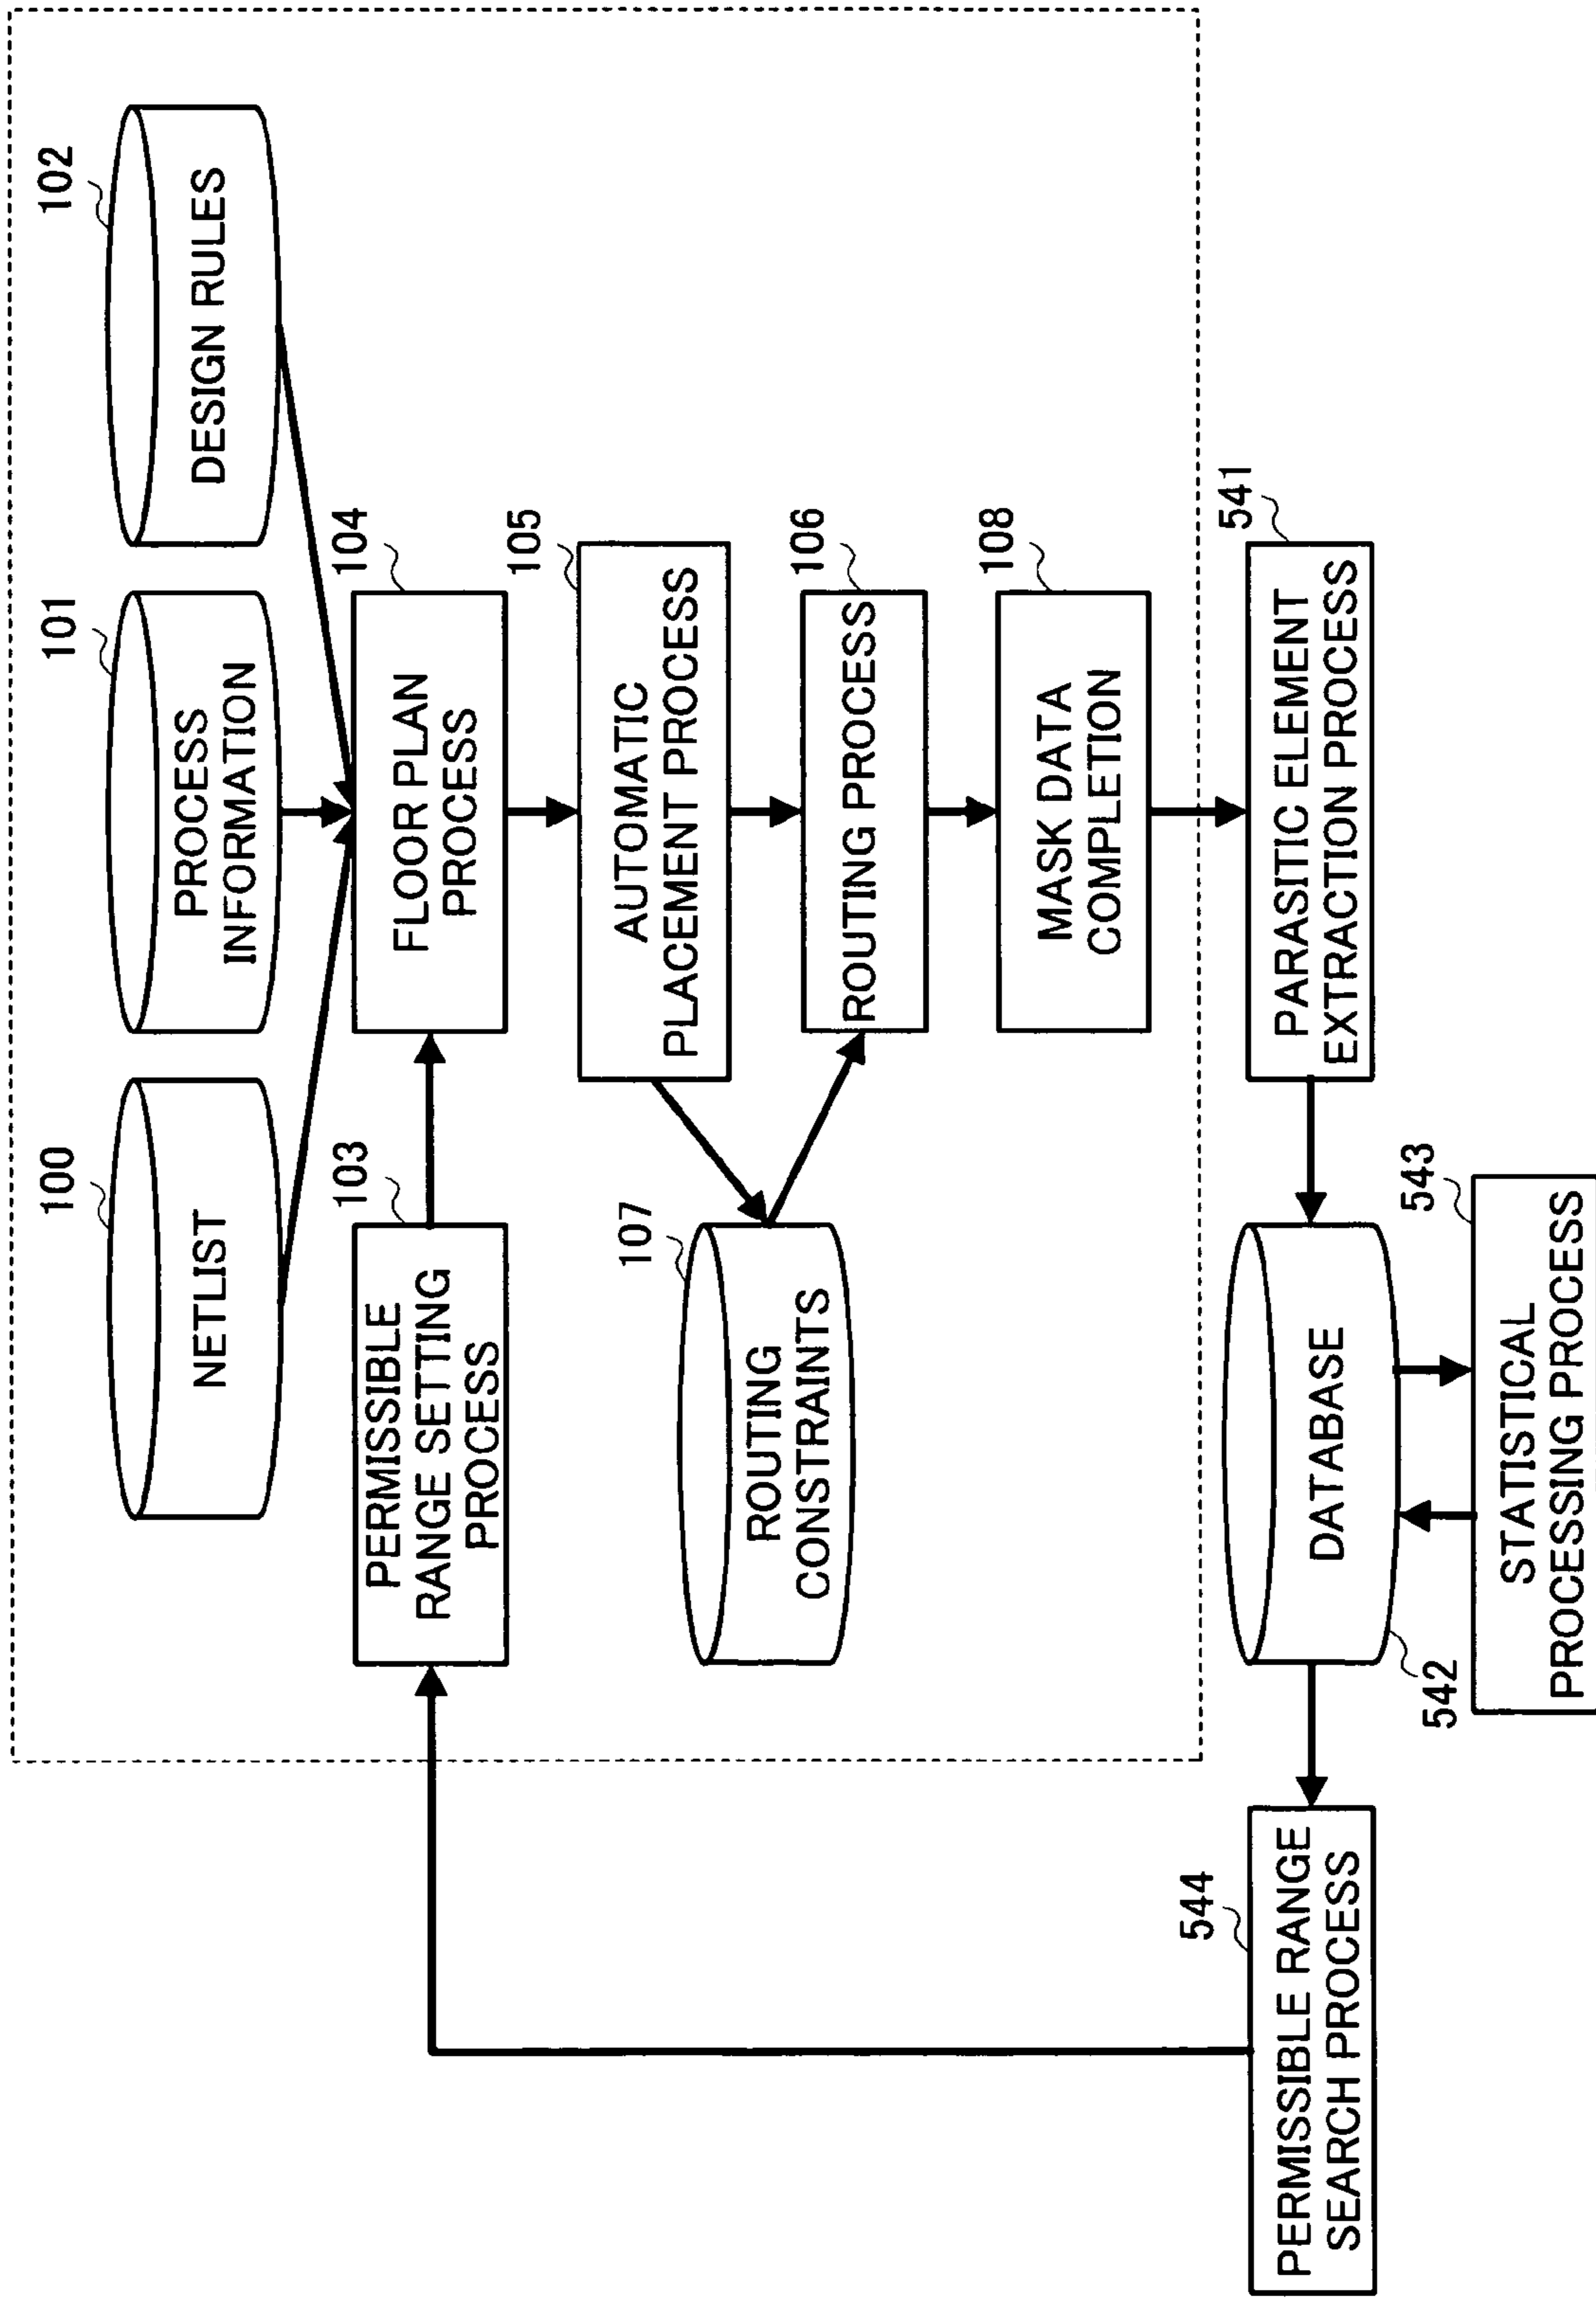 100
NETLIST
101
PROCESS
INFORMATION
102
DESIGN RULES
103
PERMISSIBLE
RANGE SETTING
PROCESS
104
FLOOR PLAN
PROCESS
105
AUTOMATIC
PLACEMENT PROCESS
107
ROUTING
CONSTRAINTS
106
ROUTING PROCESS
108
MASK DATA
COMPLETION
544
PERMISSIBLE RANGE
SEARCH PROCESS
542
DATABASE
541
PARASITIC ELEMENT
EXTRACTION PROCESS
543
STATISTICAL
PROCESSING PROCESS